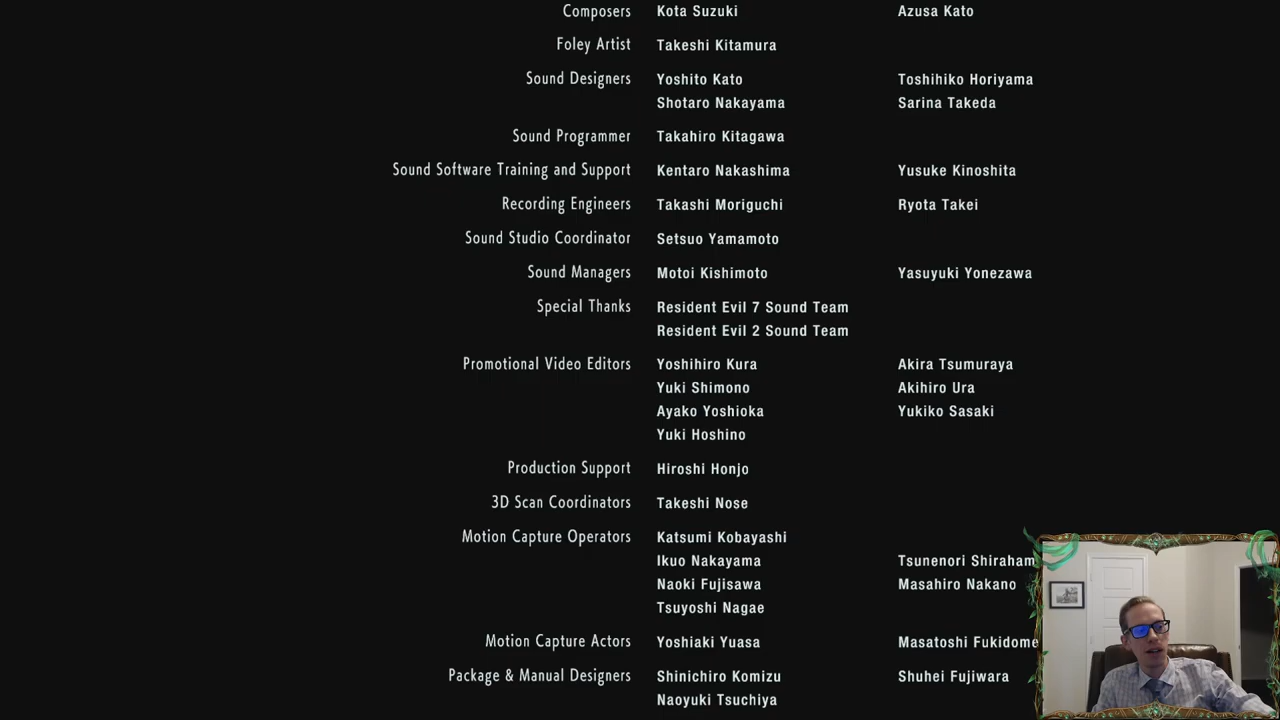 Composers Kota Suzuki Azusa Kato
Foley Artist Takeshi Kitamura
Sound Designers Yoshito Kato Toshihiko Horiyama
Shotaro Nakayama Sarina Takeda
Sound Programmer Takahiro Kitagawa
Sound Software Training and Support Kentaro Nakashima Yusuke Kinoshita
Recording Engineers Takashi Moriguchi Ryota Takei
Sound Studio Coordinator Setsuo Yamamoto
Sound Managers Motoi Kishimoto Yasuyuki Yonezawa
Special Thanks Resident Evil 7 Sound Team
Resident Evil 2 Sound Team
Promotional Video Editors Yoshihiro Kura Akira Tsumuraya
Yuki Shimono Akihiro Ura
Ayako Yoshioka Yukiko Sasaki
Yuki Hoshino
Production Support Hiroshi Honjo
3D Scan Coordinators Takeshi Nose
Motion Capture Operators Katsumi Kobayashi
Ikuo Nakayama Tsunenori Shiraham
Naoki Fujisawa Masahiro Nakano
Tsuyoshi Nagae
Motion Capture Actors Yoshiaki Yuasa Masatoshi Fukidome
Package & Manual Designers Shinichiro Komizu Shuhei Fujiwara
Naoyuki Tsuchiya